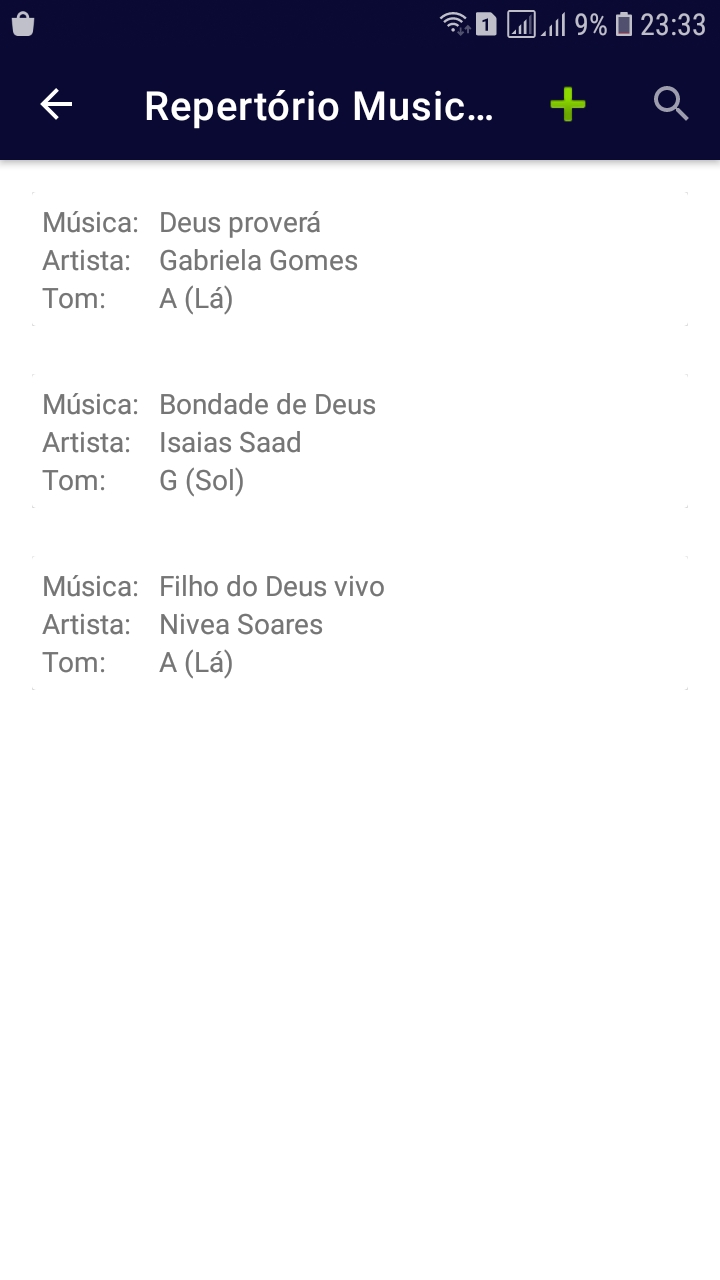 1 9% 23:33
Repertório Music...
Música: Deus proverá
Artista: Gabriela Gomes
Tom: A (Lá)
Música: Bondade de Deus
Artista: Isaias Saad
Tom: G (Sol)
Música: Filho do Deus vivo
Artista: Nivea Soares
Tom: A (Lá)